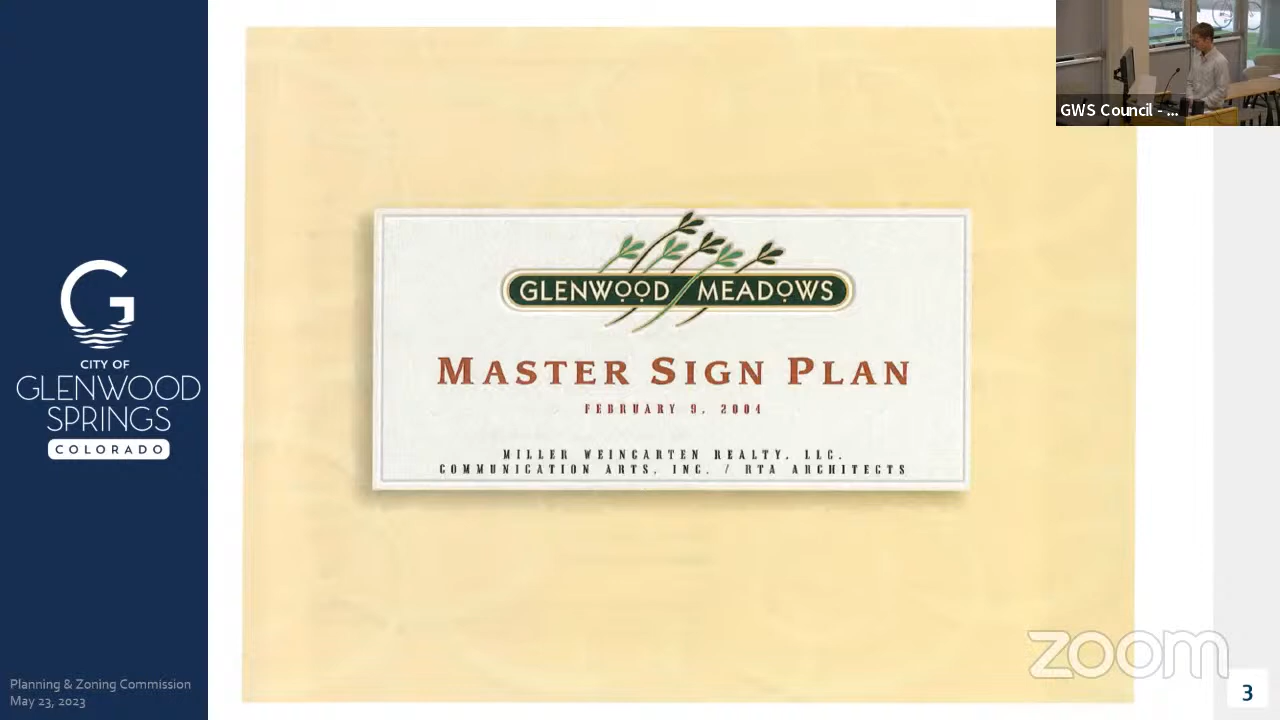 GWS Council - ...
GLENWOOD MEADOWS
MASTER SIGN PLAN
FEBRUARY 9, 2004
MILLER WEINGARTEN REALTY, LLC.
COMMUNICATION ARTS, INC. / RTA ARCHITECTS
G
CITY OF
GLENWOOD
SPRINGS
COLORADO
Planning & Zoning Commission
May 23, 2023
zoom
3